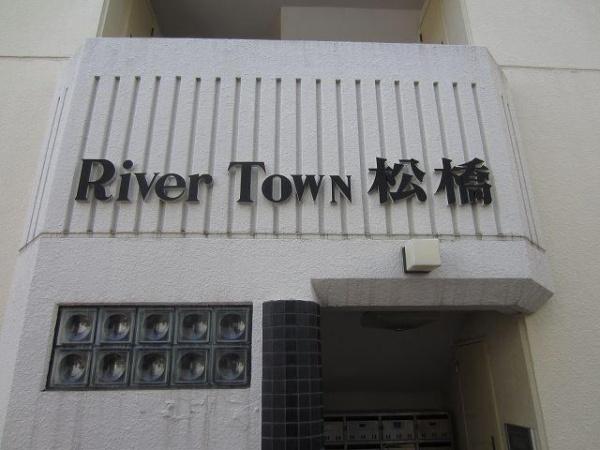 River Town 松橋